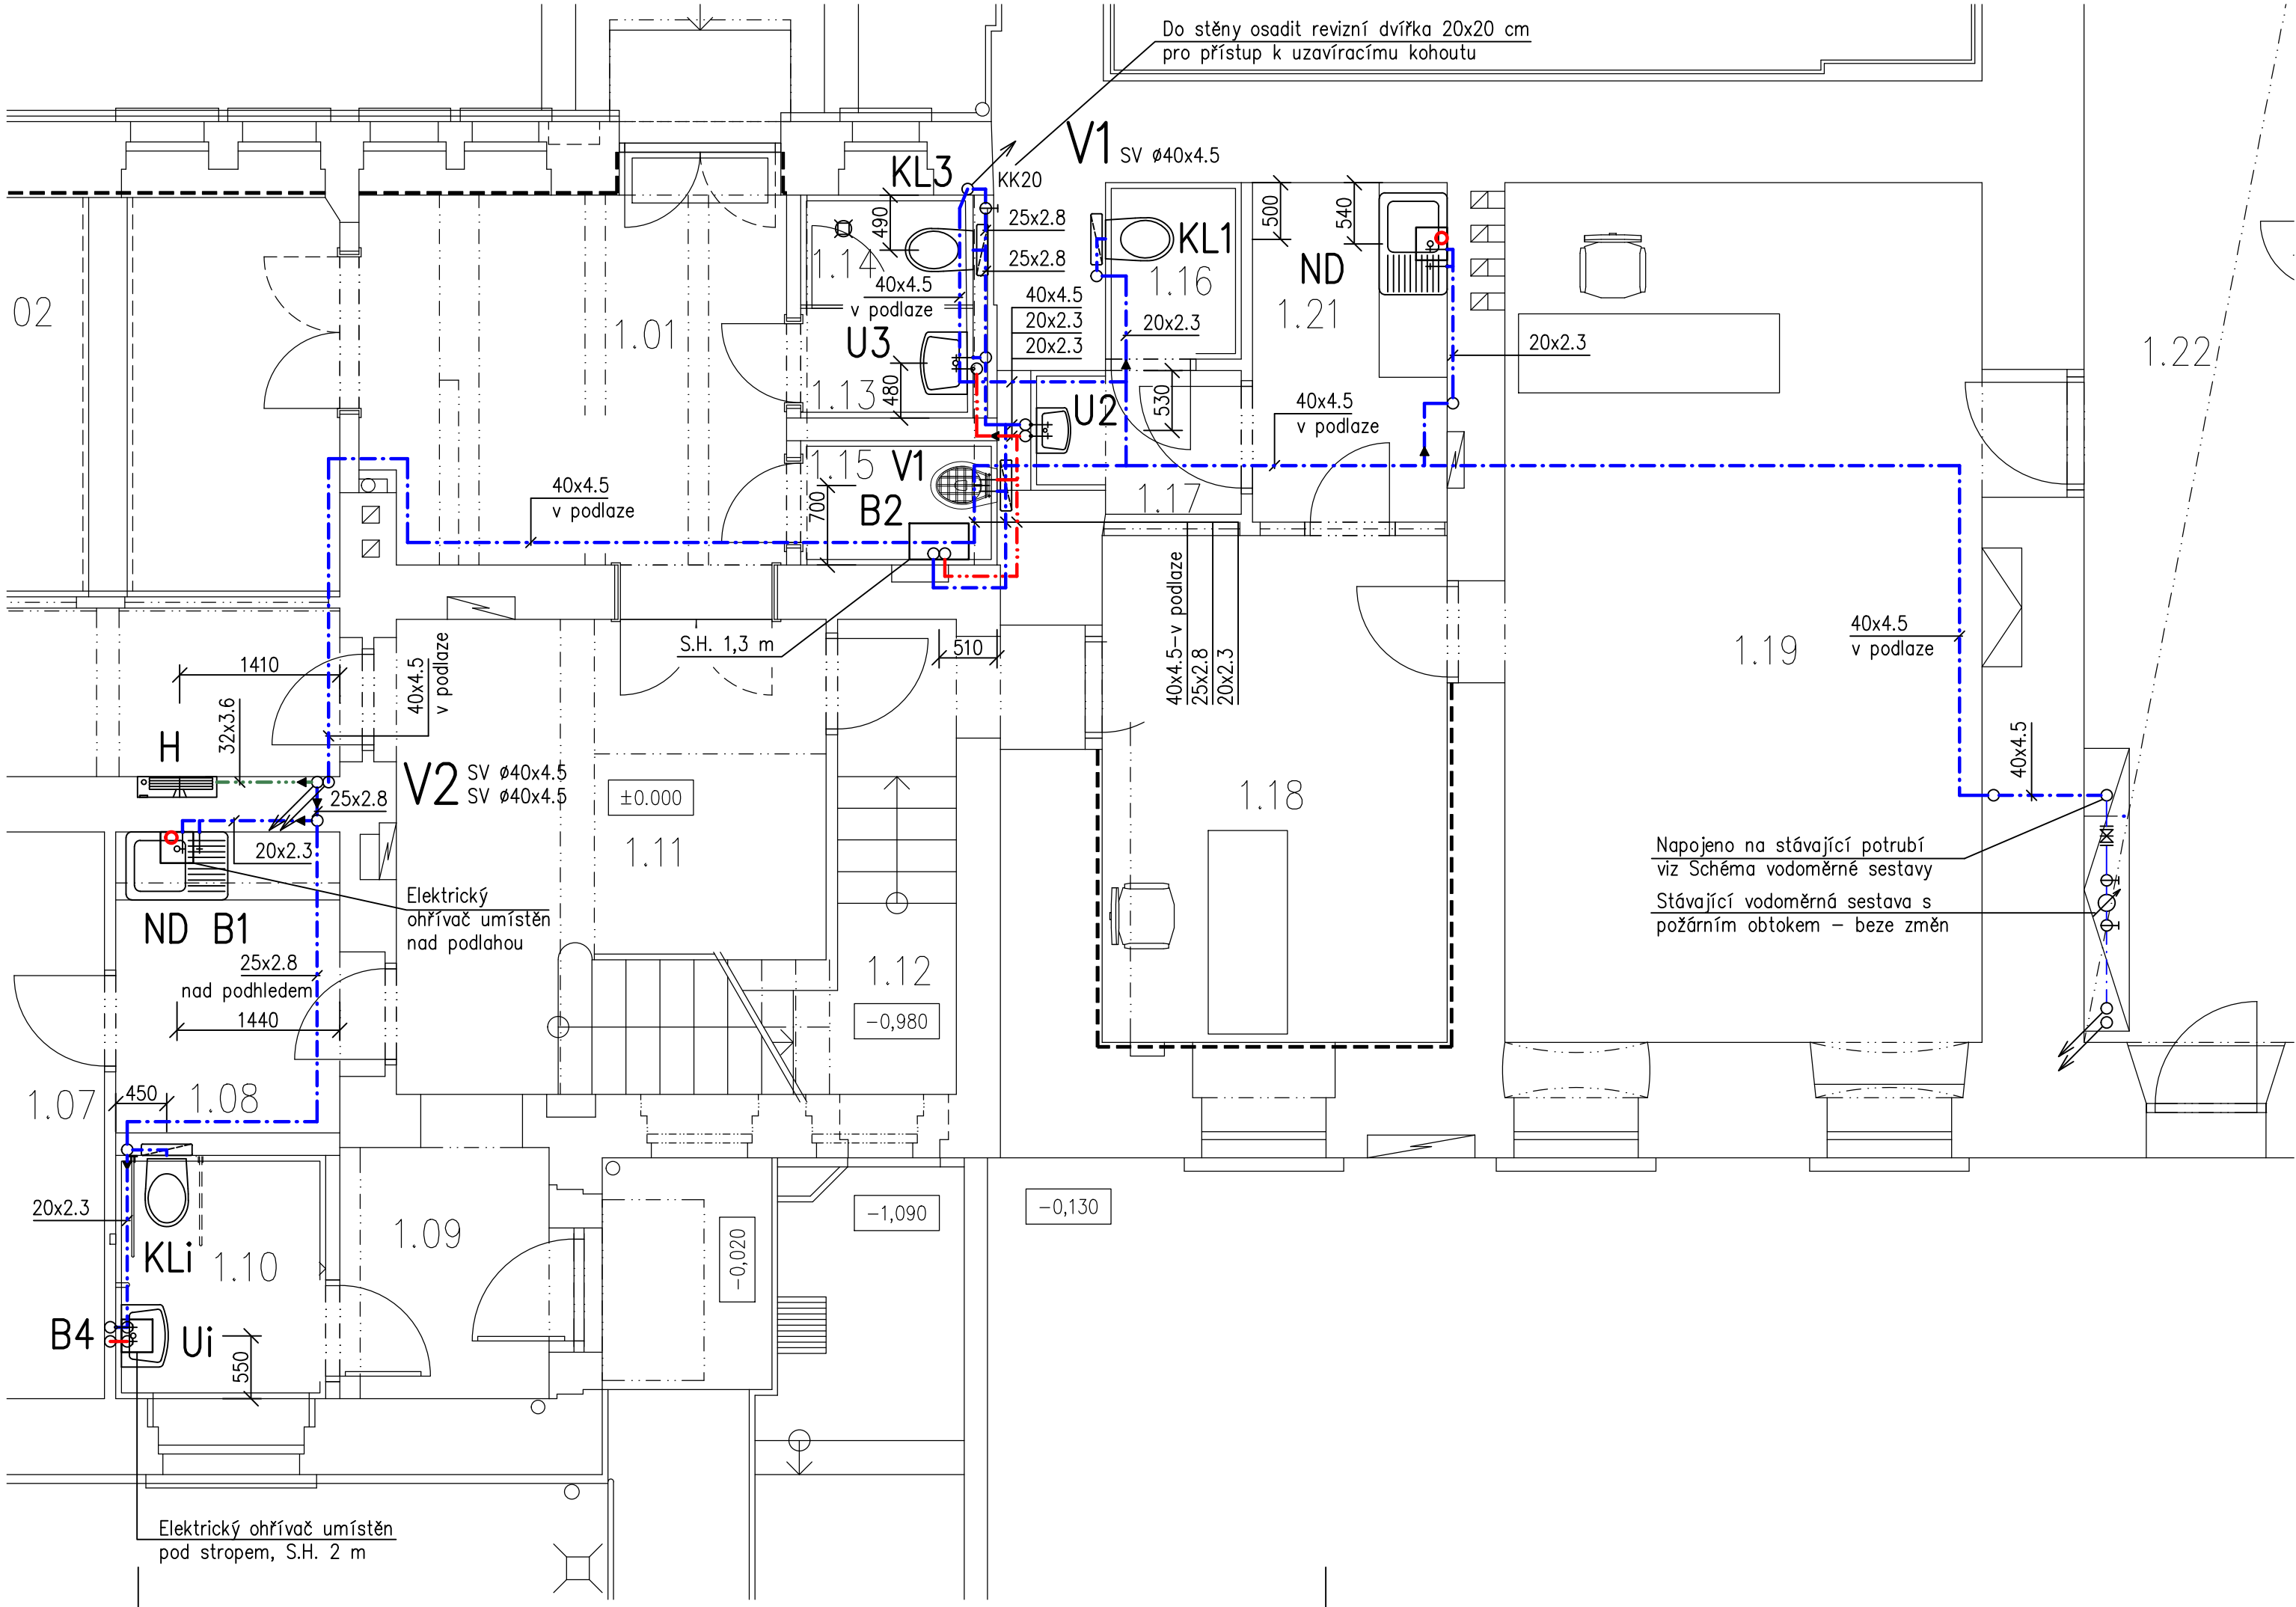 Do stěny osadit revizní dvířka 20x20 cm
pro přístup k uzavíracímu kohoutu
V1 SV ø40x4.5
KL3
KK20
490
25x2.8
25x2.8
1.14
40x4.5
v podlaze
U3
480
1.13
40x4.5
20x2.3
20x2.3
KL1
1.16
20x2.3
500
540
ND
1.21
20x2.3
1.22
02
1.01
U2
530
40x4.5
v podlaze
1.15
V1
B2
700
1.17
40x4.5
v podlaze
S.H. 1,3 m
510
40x4.5-v podlaze
25x2.8
20x2.3
1.19
40x4.5
v podlaze
1410
40x4.5
v podlaze
32x3.6
H
V2 SV ø40x4.5
SV ø40x4.5
25x2.8
±0.000
1.11
20x2.3
1.18
40x4.5
Napojeno na stávající potrubí
viz Schéma vodoměrné sestavy
Stávající vodoměrná sestava s
požárním obtokem – beze změn
Elektrický
ohřívač umístěn
nad podlahou
ND B1
25x2.8
nad podhledem
1440
1.12
-0,980
1.07
450
1.08
20x2.3
KLi
1.10
1.09
-0,020
-1,090
-0,130
B4
Ui
550
Elektrický ohřívač umístěn
pod stropem, S.H. 2 m